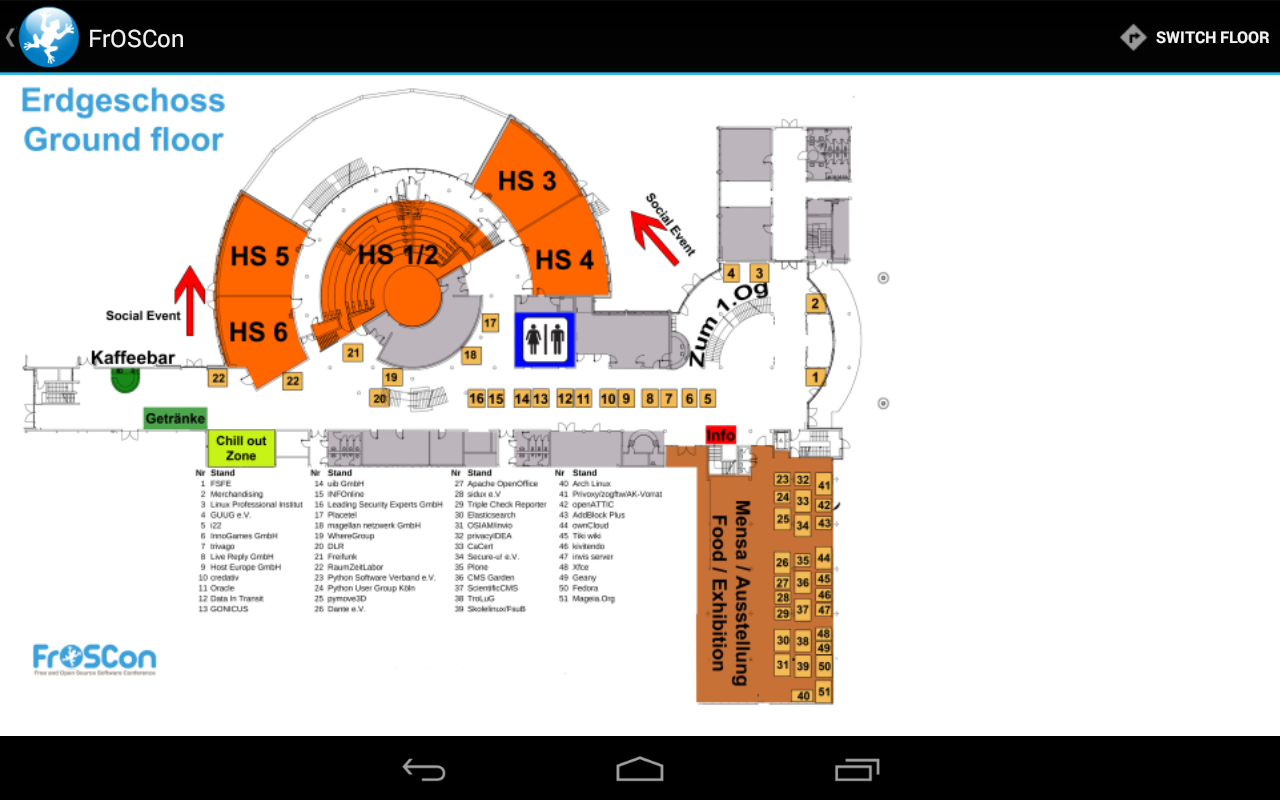 FrOSCon
SWITCH FLOOR
Erdgeschoss
Ground floor
HS 3
HS 5
HS 1/2
HS 4
HS 6
Social Event
Social Event
Zum 1.Og
Kaffeebar
Getränke
Chill out
Zone
Info
4 3
2
1
17
18
21
19
20
22
22
16 15 14 13 12 11 10 9 8 7 6 5
Mensa / Ausstellung
Food / Exhibition
23 32 41
24 33 42
25 34 43
26 35 44
27 36 45
28 46
29 37 47
30 38 48
49
31 39 50
40 51
Nr Stand
1 FSFE
2 Merchandising
3 Linux Professional Institut
4 GUUG e.V.
5 i22
6 InnoGames GmbH
7 trivago
8 Live Reply GmbH
9 Host Europe GmbH
10 credativ
11 Oracle
12 Data In Transit
13 GONICUS
Nr Stand
14 uib GmbH
15 INFOnline
16 Leading Security Experts GmbH
17 Placetel
18 magellan netzwerk GmbH
19 WhereGroup
20 DLR
21 Freifunk
22 RaumZeitLabor
23 Python Software Verband e.V.
24 Python User Group Köln
25 pymove3D
26 Dante e.V.
Nr Stand
27 Apache OpenOffice
28 sidux e.V
29 Triple Check Reporter
30 Elasticsearch
31 OSIAM/invio
32 privacyIDEA
33 CaCert
34 Secure-u! e.V.
35 Plone
36 CMS Garden
37 ScientificCMS
38 TroLuG
39 Skolelinux/FsuB
Nr Stand
40 Arch Linux
41 Privoxy/zogftw/AK-Vorrat
42 openATTIC
43 AddBlock Plus
44 ownCloud
45 Tiki wiki
46 kivitendo
47 invis server
48 Xfce
49 Geany
50 Fedora
51 Mageia.Org
FrOSCon
Free and Open Source Software Conference